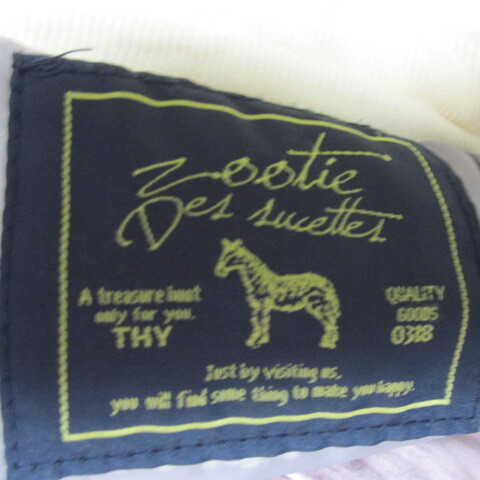 Zootie
Des sucettes
A treasure hunt
only for you.
THY
QUALITY
GOODS
0318
Just by visiting us,
you will find some thing to make you happy.